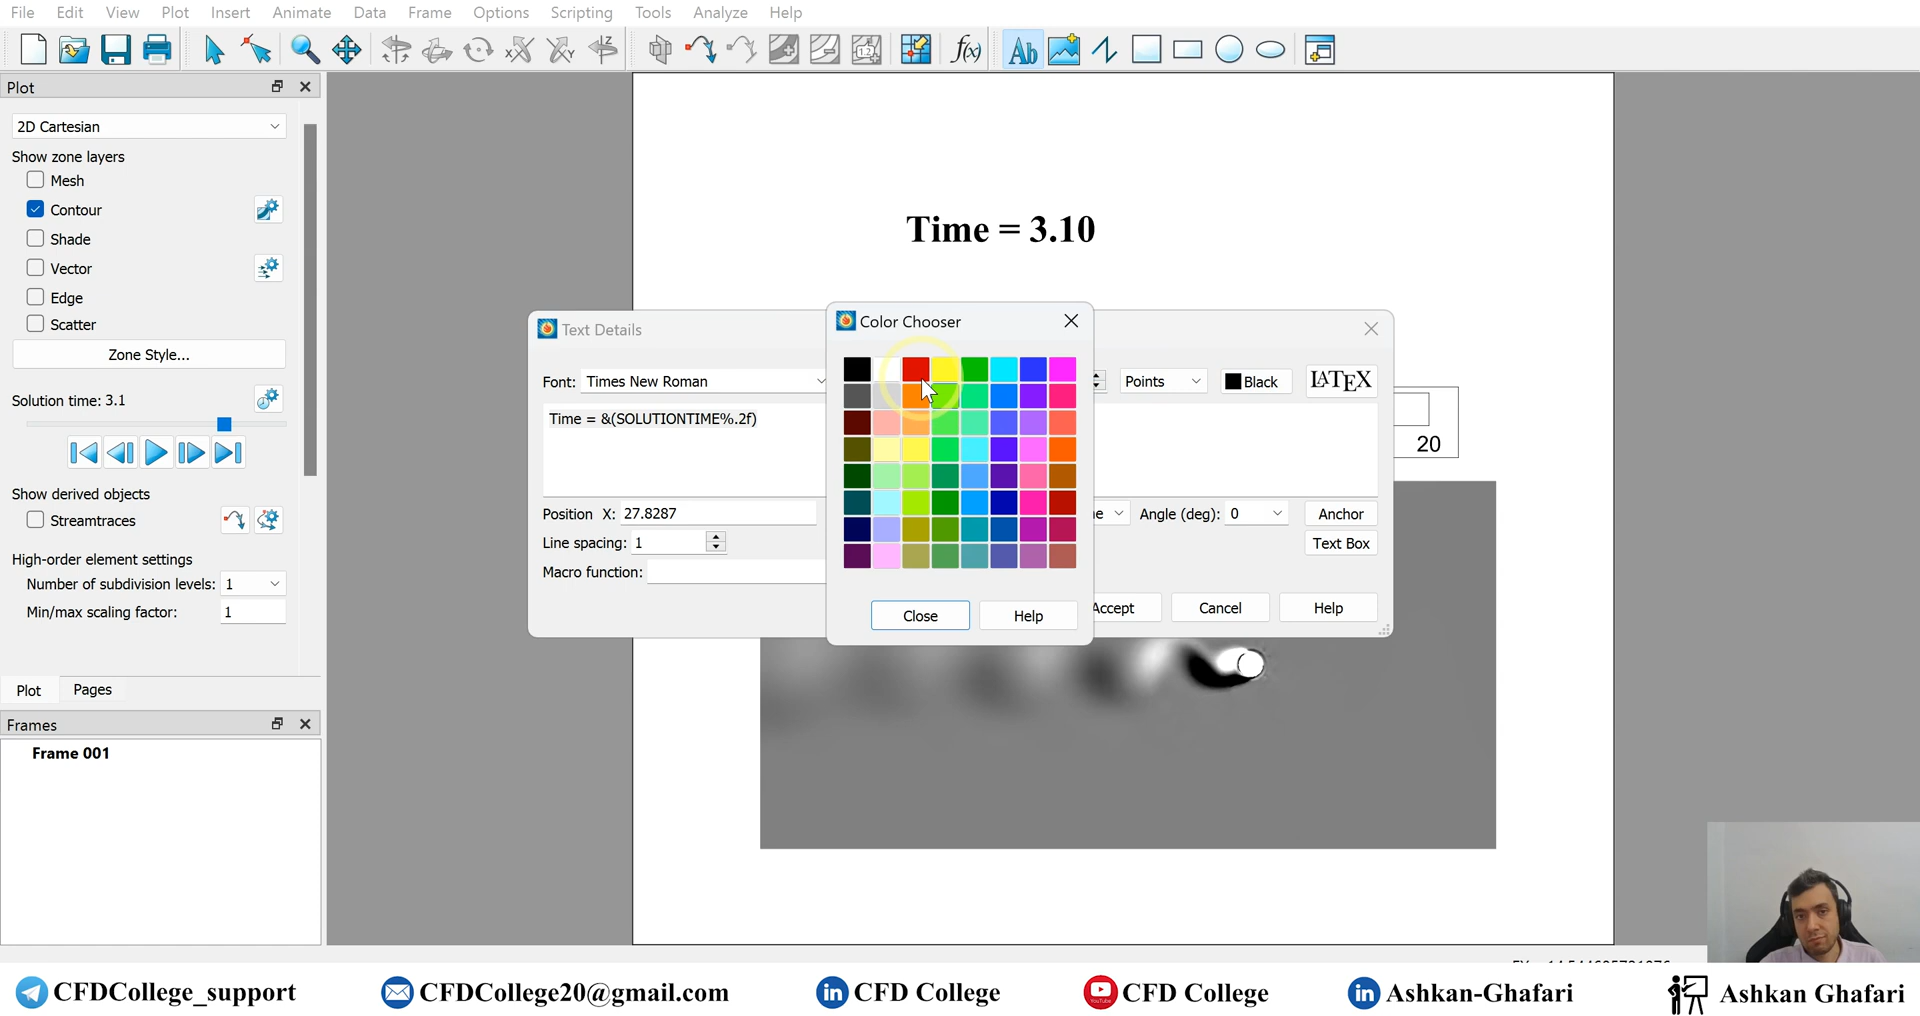 File Edit View Plot Insert Animate Data Frame Options Scripting Tools Analyze Help
Ab
f(x)
Plot
2D Cartesian
Show zone layers
Mesh
Contour
Shade
Vector
Edge
Scatter
Zone Style...
Solution time: 3.1
Show derived objects
Streamtraces
High-order element settings
Number of subdivision levels: 1
Min/max scaling factor: 1
Plot Pages
Frames
Frame 001
Time = 3.10
Text Details
Font: Times New Roman
Points
Black
LATEX
Time = &(SOLUTIONTIME%.2f)
Position X: 27.8287
Angle (deg): 0
Anchor
Line spacing: 1
Text Box
Macro function:
Accept
Cancel
Help
Color Chooser
Close
Help
20
CFDCollege_support
CFDCollege20@gmail.com
CFD College
YouTube
CFD College
Ashkan-Ghafari
Ashkan Ghafari